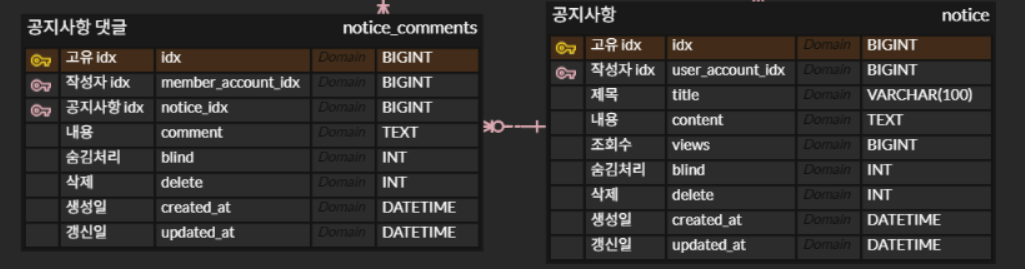 공지사항 댓글 notice_comments
고유 idx idx Domain BIGINT
작성자 idx member_account_idx Domain BIGINT
공지사항 idx notice_idx Domain BIGINT
내용 comment Domain TEXT
숨김처리 blind Domain INT
삭제 delete Domain INT
생성일 created_at Domain DATETIME
갱신일 updated_at Domain DATETIME
공지사항 notice
고유 idx idx Domain BIGINT
작성자 idx user_account_idx Domain BIGINT
제목 title Domain VARCHAR(100)
내용 content Domain TEXT
조회수 views Domain BIGINT
숨김처리 blind Domain INT
삭제 delete Domain INT
생성일 created_at Domain DATETIME
갱신일 updated_at Domain DATETIME